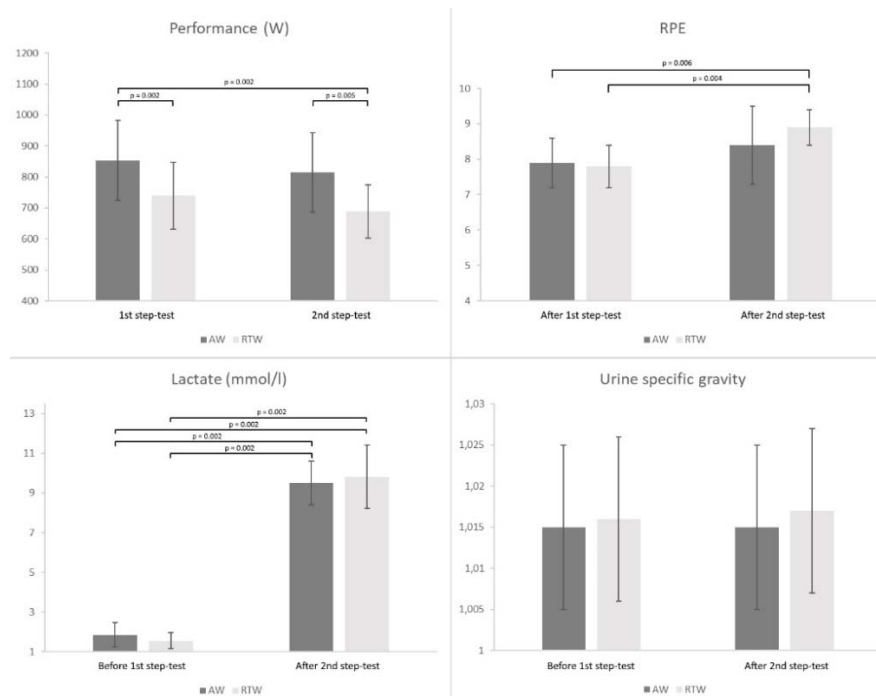 Performance (W)
1200
1100
1000
900
800
700
600
500
400
p = 0.002
p = 0.002
p = 0.005
1st step-test
2nd step-test
AW
RTW
RPE
10
9
8
7
6
5
4
p = 0.006
p = 0.004
After 1st step-test
After 2nd step-test
AW
RTW
Lactate (mmol/l)
13
11
9
7
5
3
1
p = 0.002
p = 0.002
p = 0.002
p = 0.002
Before 1st step-test
After 2nd step-test
AW
RTW
Urine specific gravity
1,03
1,025
1,02
1,015
1,01
1,005
1
Before 1st step-test
After 2nd step-test
AW
RTW